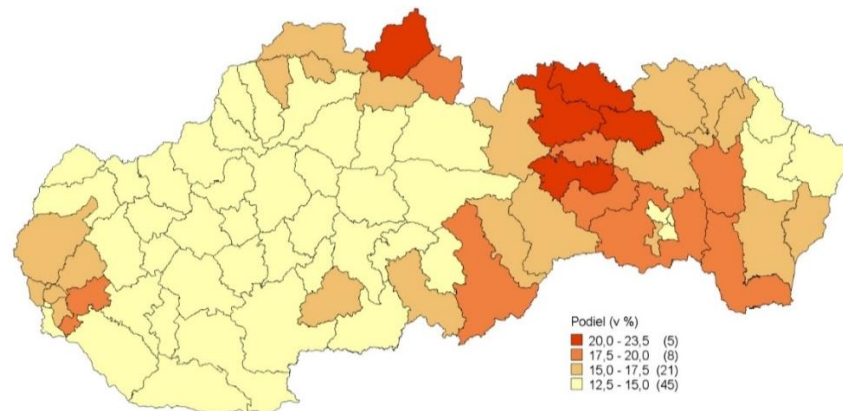 Podiel (v %)
20,0 - 23,5 (5)
17,5 - 20,0 (8)
15,0 - 17,5 (21)
12,5 - 15,0 (45)